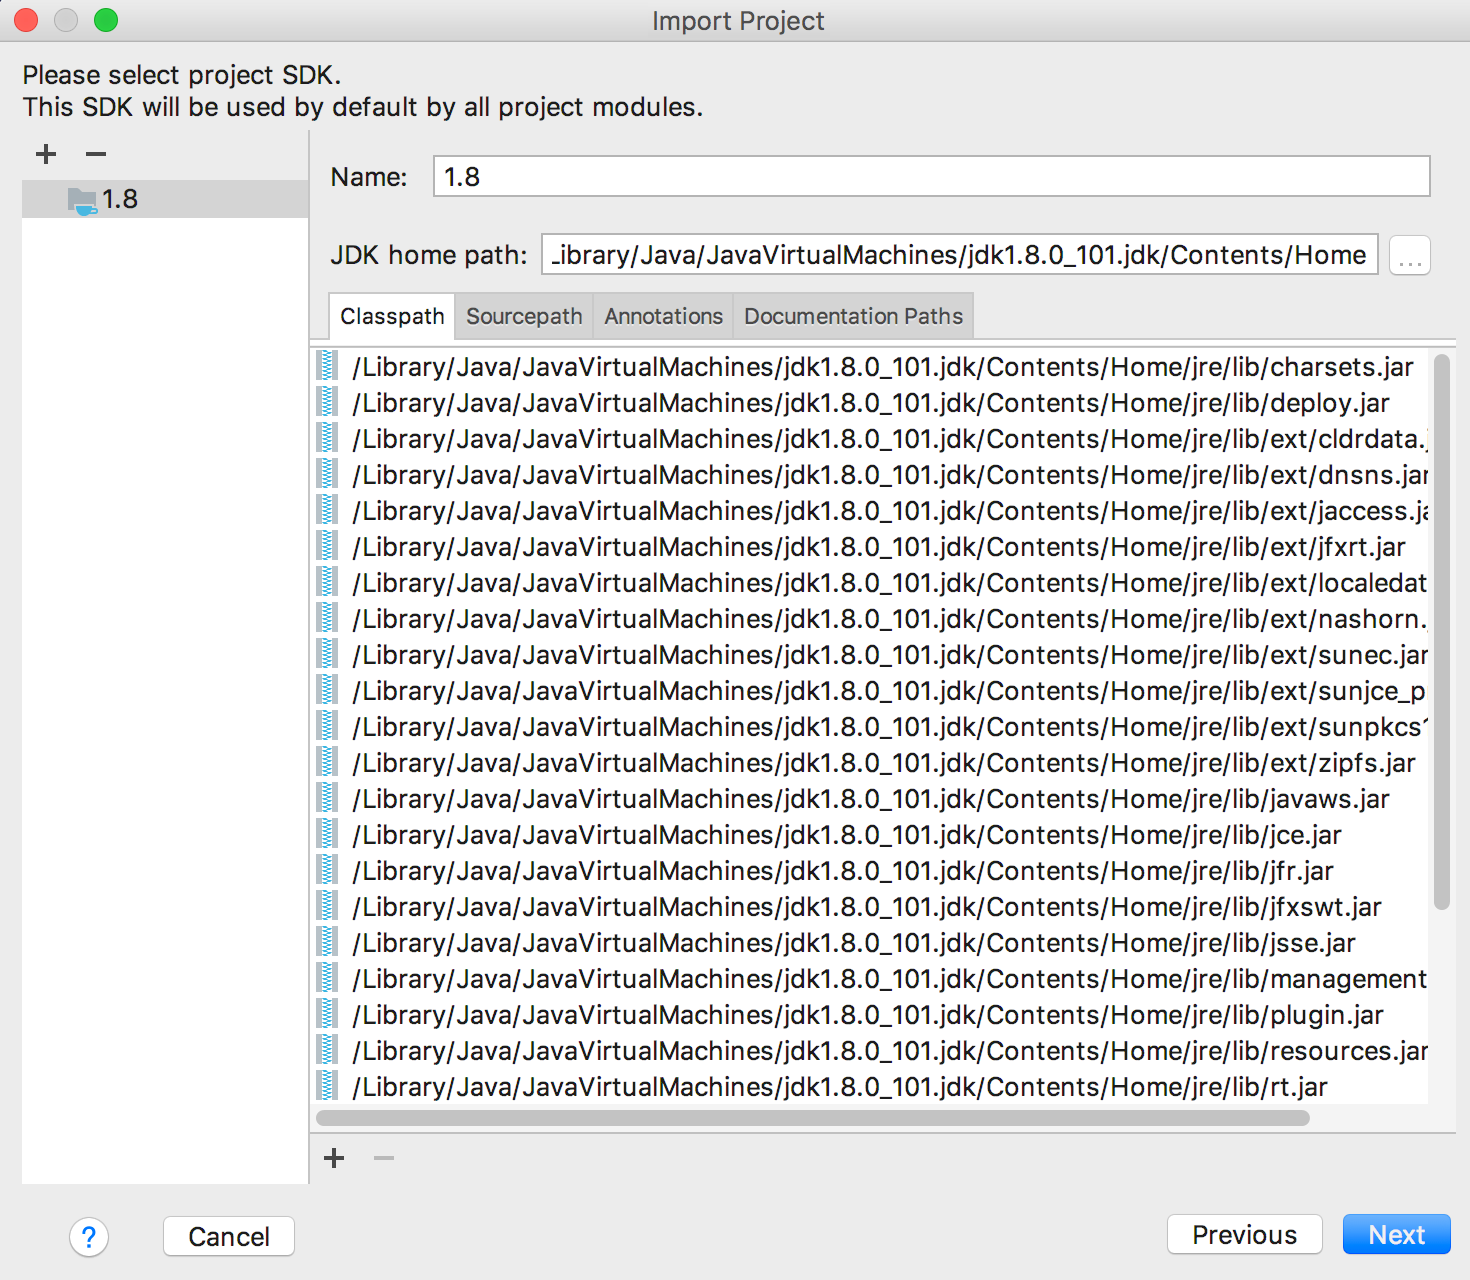 Import Project
Please select project SDK.
This SDK will be used by default by all project modules.
1.8
Name: 1.8
JDK home path: Library/Java/JavaVirtualMachines/jdk1.8.0_101.jdk/Contents/Home ...
Classpath Sourcepath Annotations Documentation Paths
/Library/Java/JavaVirtualMachines/jdk1.8.0_101.jdk/Contents/Home/jre/lib/charsets.jar
/Library/Java/JavaVirtualMachines/jdk1.8.0_101.jdk/Contents/Home/jre/lib/deploy.jar
/Library/Java/JavaVirtualMachines/jdk1.8.0_101.jdk/Contents/Home/jre/lib/ext/cldrdata.j
/Library/Java/JavaVirtualMachines/jdk1.8.0_101.jdk/Contents/Home/jre/lib/ext/dnsns.jar
/Library/Java/JavaVirtualMachines/jdk1.8.0_101.jdk/Contents/Home/jre/lib/ext/jaccess.ja
/Library/Java/JavaVirtualMachines/jdk1.8.0_101.jdk/Contents/Home/jre/lib/ext/jfxrt.jar
/Library/Java/JavaVirtualMachines/jdk1.8.0_101.jdk/Contents/Home/jre/lib/ext/localedat
/Library/Java/JavaVirtualMachines/jdk1.8.0_101.jdk/Contents/Home/jre/lib/ext/nashorn.j
/Library/Java/JavaVirtualMachines/jdk1.8.0_101.jdk/Contents/Home/jre/lib/ext/sunec.jar
/Library/Java/JavaVirtualMachines/jdk1.8.0_101.jdk/Contents/Home/jre/lib/ext/sunjce_p
/Library/Java/JavaVirtualMachines/jdk1.8.0_101.jdk/Contents/Home/jre/lib/ext/sunpkcs1
/Library/Java/JavaVirtualMachines/jdk1.8.0_101.jdk/Contents/Home/jre/lib/ext/zipfs.jar
/Library/Java/JavaVirtualMachines/jdk1.8.0_101.jdk/Contents/Home/jre/lib/javaws.jar
/Library/Java/JavaVirtualMachines/jdk1.8.0_101.jdk/Contents/Home/jre/lib/jce.jar
/Library/Java/JavaVirtualMachines/jdk1.8.0_101.jdk/Contents/Home/jre/lib/jfr.jar
/Library/Java/JavaVirtualMachines/jdk1.8.0_101.jdk/Contents/Home/jre/lib/jfxswt.jar
/Library/Java/JavaVirtualMachines/jdk1.8.0_101.jdk/Contents/Home/jre/lib/jsse.jar
/Library/Java/JavaVirtualMachines/jdk1.8.0_101.jdk/Contents/Home/jre/lib/management
/Library/Java/JavaVirtualMachines/jdk1.8.0_101.jdk/Contents/Home/jre/lib/plugin.jar
/Library/Java/JavaVirtualMachines/jdk1.8.0_101.jdk/Contents/Home/jre/lib/resources.jar
/Library/Java/JavaVirtualMachines/jdk1.8.0_101.jdk/Contents/Home/jre/lib/rt.jar
? Cancel Previous Next